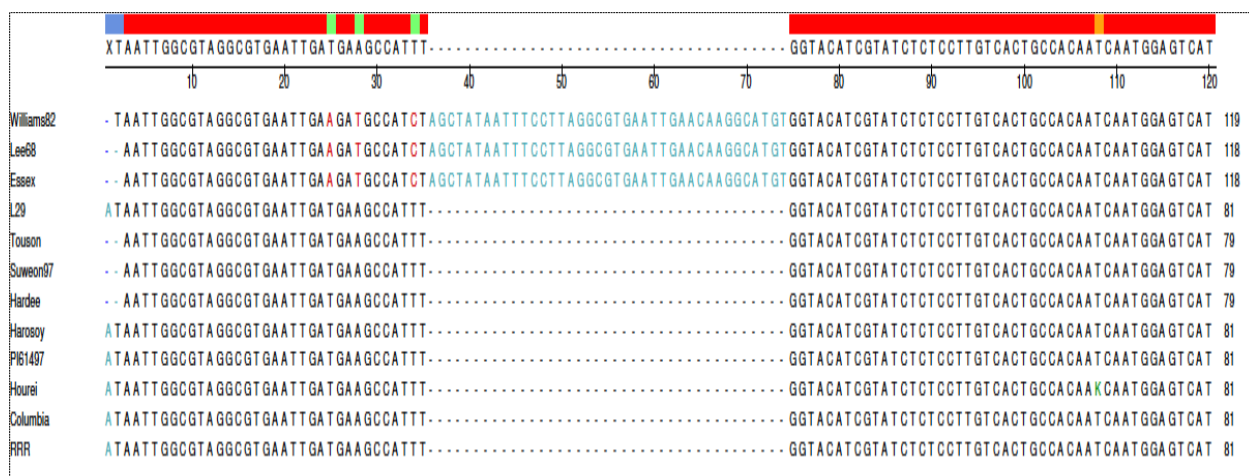 XTAATTGGCGTAGGCGTGAATTGATGAAGCCATTT---------------------------------------GGTACATCGTATCTCTCCTTGTCACTGCCACAATCAATGGAGTCAT
10 20 30 40 50 60 70 80 90 100 110 120
Williams82 -TAATTGGCGTAGGCGTGAATTGAAGATGCCATCTAGCTATAATTTCCTTAGGCGTGAATTGAACAAGGCATGTGGTACATCGTATCTCTCCTTGTCACTGCCACAATCAATGGAGTCAT 119
Lee68 --AATTGGCGTAGGCGTGAATTGAAGATGCCATCTAGCTATAATTTCCTTAGGCGTGAATTGAACAAGGCATGTGGTACATCGTATCTCTCCTTGTCACTGCCACAATCAATGGAGTCAT 118
Essex --AATTGGCGTAGGCGTGAATTGAAGATGCCATCTAGCTATAATTTCCTTAGGCGTGAATTGAACAAGGCATGTGGTACATCGTATCTCTCCTTGTCACTGCCACAATCAATGGAGTCAT 118
L29 ATAATTGGCGTAGGCGTGAATTGATGAAGCCATTT---------------------------------------GGTACATCGTATCTCTCCTTGTCACTGCCACAATCAATGGAGTCAT 81
Touson --AATTGGCGTAGGCGTGAATTGATGAAGCCATTT---------------------------------------GGTACATCGTATCTCTCCTTGTCACTGCCACAATCAATGGAGTCAT 79
Suweon97 --AATTGGCGTAGGCGTGAATTGATGAAGCCATTT---------------------------------------GGTACATCGTATCTCTCCTTGTCACTGCCACAATCAATGGAGTCAT 79
Hardee --AATTGGCGTAGGCGTGAATTGATGAAGCCATTT---------------------------------------GGTACATCGTATCTCTCCTTGTCACTGCCACAATCAATGGAGTCAT 79
Harosoy ATAATTGGCGTAGGCGTGAATTGATGAAGCCATTT---------------------------------------GGTACATCGTATCTCTCCTTGTCACTGCCACAATCAATGGAGTCAT 81
PI61497 ATAATTGGCGTAGGCGTGAATTGATGAAGCCATTT---------------------------------------GGTACATCGTATCTCTCCTTGTCACTGCCACAATCAATGGAGTCAT 81
Hourei ATAATTGGCGTAGGCGTGAATTGATGAAGCCATTT---------------------------------------GGTACATCGTATCTCTCCTTGTCACTGCCACAAKCAATGGAGTCAT 81
Columbia ATAATTGGCGTAGGCGTGAATTGATGAAGCCATTT---------------------------------------GGTACATCGTATCTCTCCTTGTCACTGCCACAATCAATGGAGTCAT 81
RRR ATAATTGGCGTAGGCGTGAATTGATGAAGCCATTT---------------------------------------GGTACATCGTATCTCTCCTTGTCACTGCCACAATCAATGGAGTCAT 81